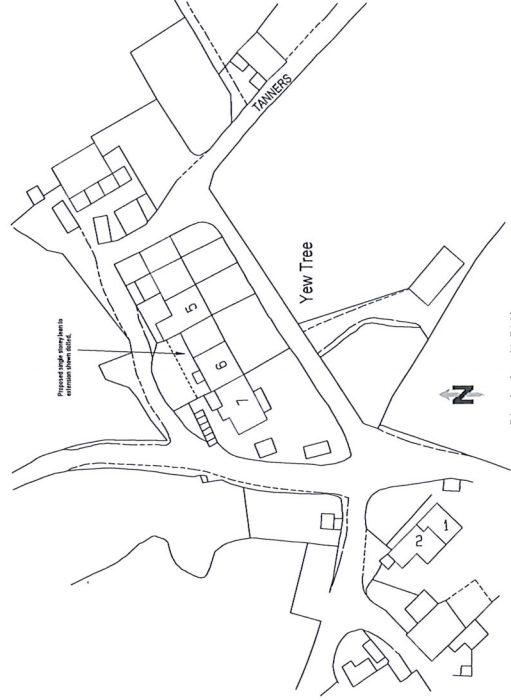 TANNERS
Yew Tree
Proposed single storey lean to
extension shown dotted.
5
6
7
N
2
1